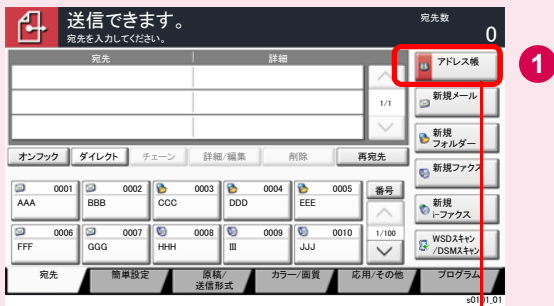 送信できます。
宛先を入力してください。
宛先数
0
宛先
詳細
1/1
アドレス帳
1
新規メール
新規
フォルダー
新規ファクス
新規
i-ファクス
WSDスキャン
/DSMスキャン
オンフック
ダイレクト
チェーン
詳細/編集
削除
再宛先
0001
AAA
0002
BBB
0003
CCC
0004
DDD
0005
EEE
番号
0006
FFF
0007
GGG
0008
HHH
0009
III
0010
JJJ
1/100
宛先
簡単設定
原稿/
送信形式
カラー/画質
応用/その他
プログラム
s0101_01